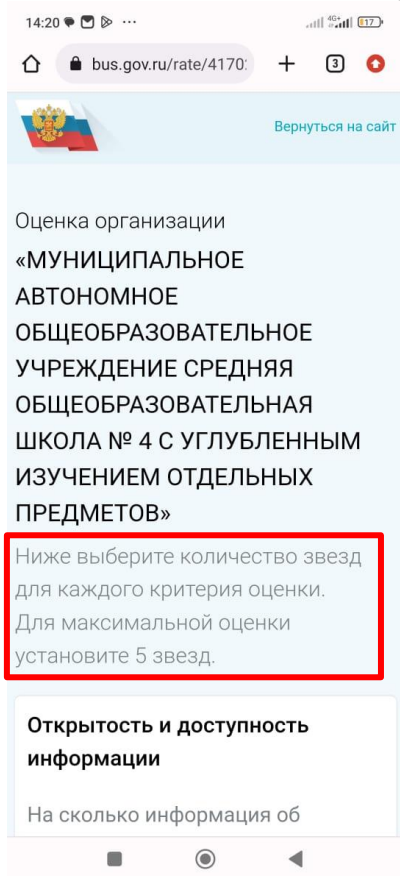 14:20
4G+
17
bus.gov.ru/rate/4170
3
Вернуться на сайт
Оценка организации
«МУНИЦИПАЛЬНОЕ
АВТОНОМНОЕ
ОБЩЕОБРАЗОВАТЕЛЬНОЕ
УЧРЕЖДЕНИЕ СРЕДНЯЯ
ОБЩЕОБРАЗОВАТЕЛЬНАЯ
ШКОЛА № 4 С УГЛУБЛЕННЫМ
ИЗУЧЕНИЕМ ОТДЕЛЬНЫХ
ПРЕДМЕТОВ»
Ниже выберите количество звезд
для каждого критерия оценки.
Для максимальной оценки
установите 5 звезд.
Открытость и доступность
информации
На сколько информация об